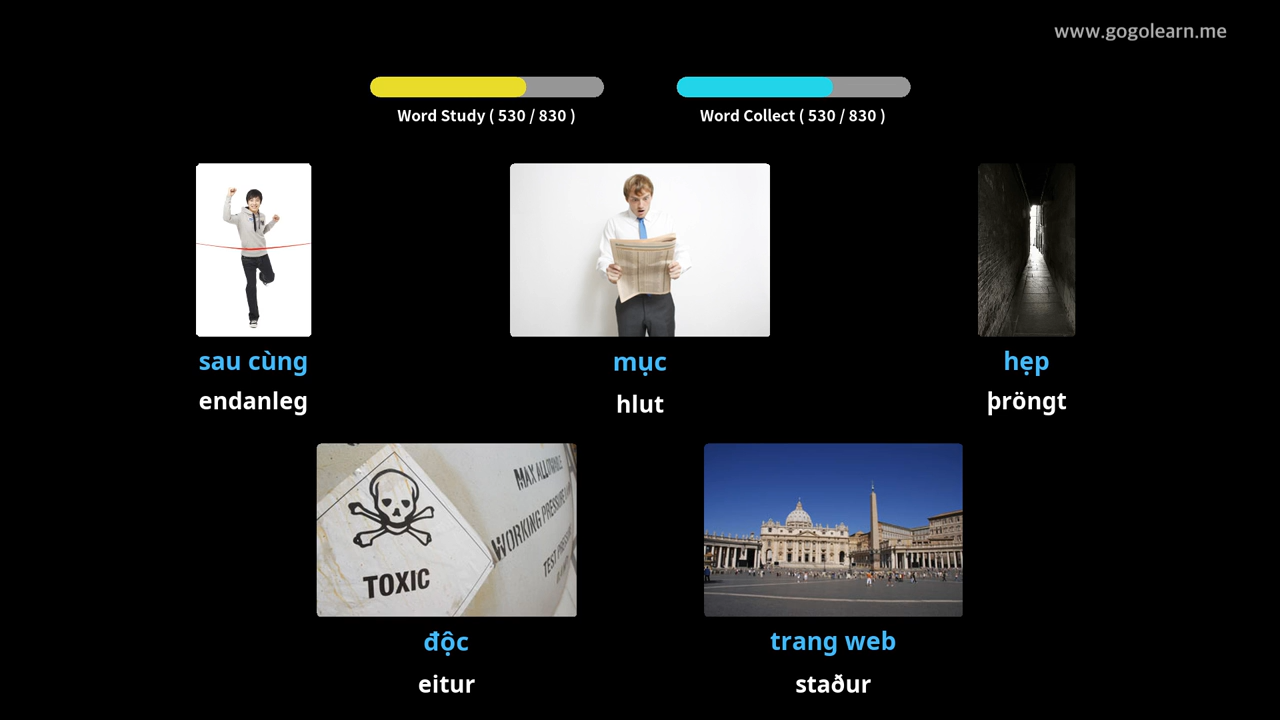 www.gogolearn.me
Word Study ( 530 / 830 )
Word Collect ( 530 / 830 )
sau cùng
endanleg
mục
hlut
hẹp
þröngt
MAX ALLOWABLE
WORKING PRESSURE
TEST PRESSURE
TOXIC
độc
eitur
trang web
staður